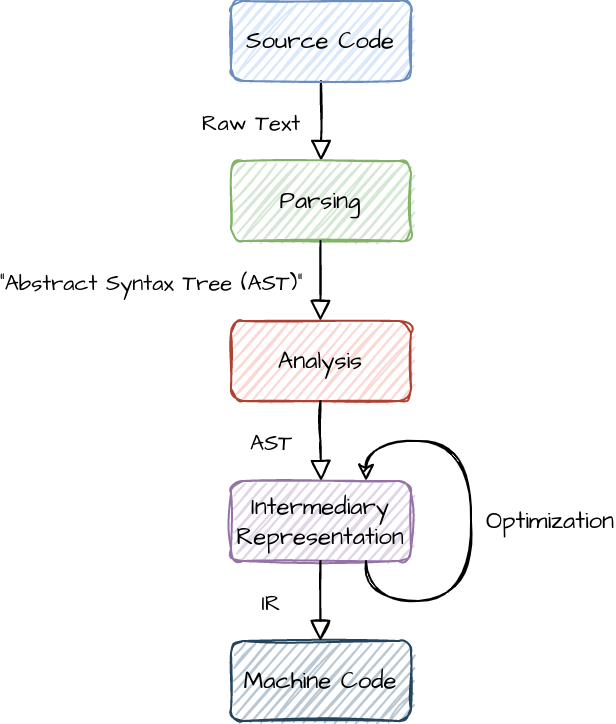 Source Code
Raw Text
Parsing
"Abstract Syntax Tree (AST)"
Analysis
AST
Intermediary
Representation
Optimization
IR
Machine Code